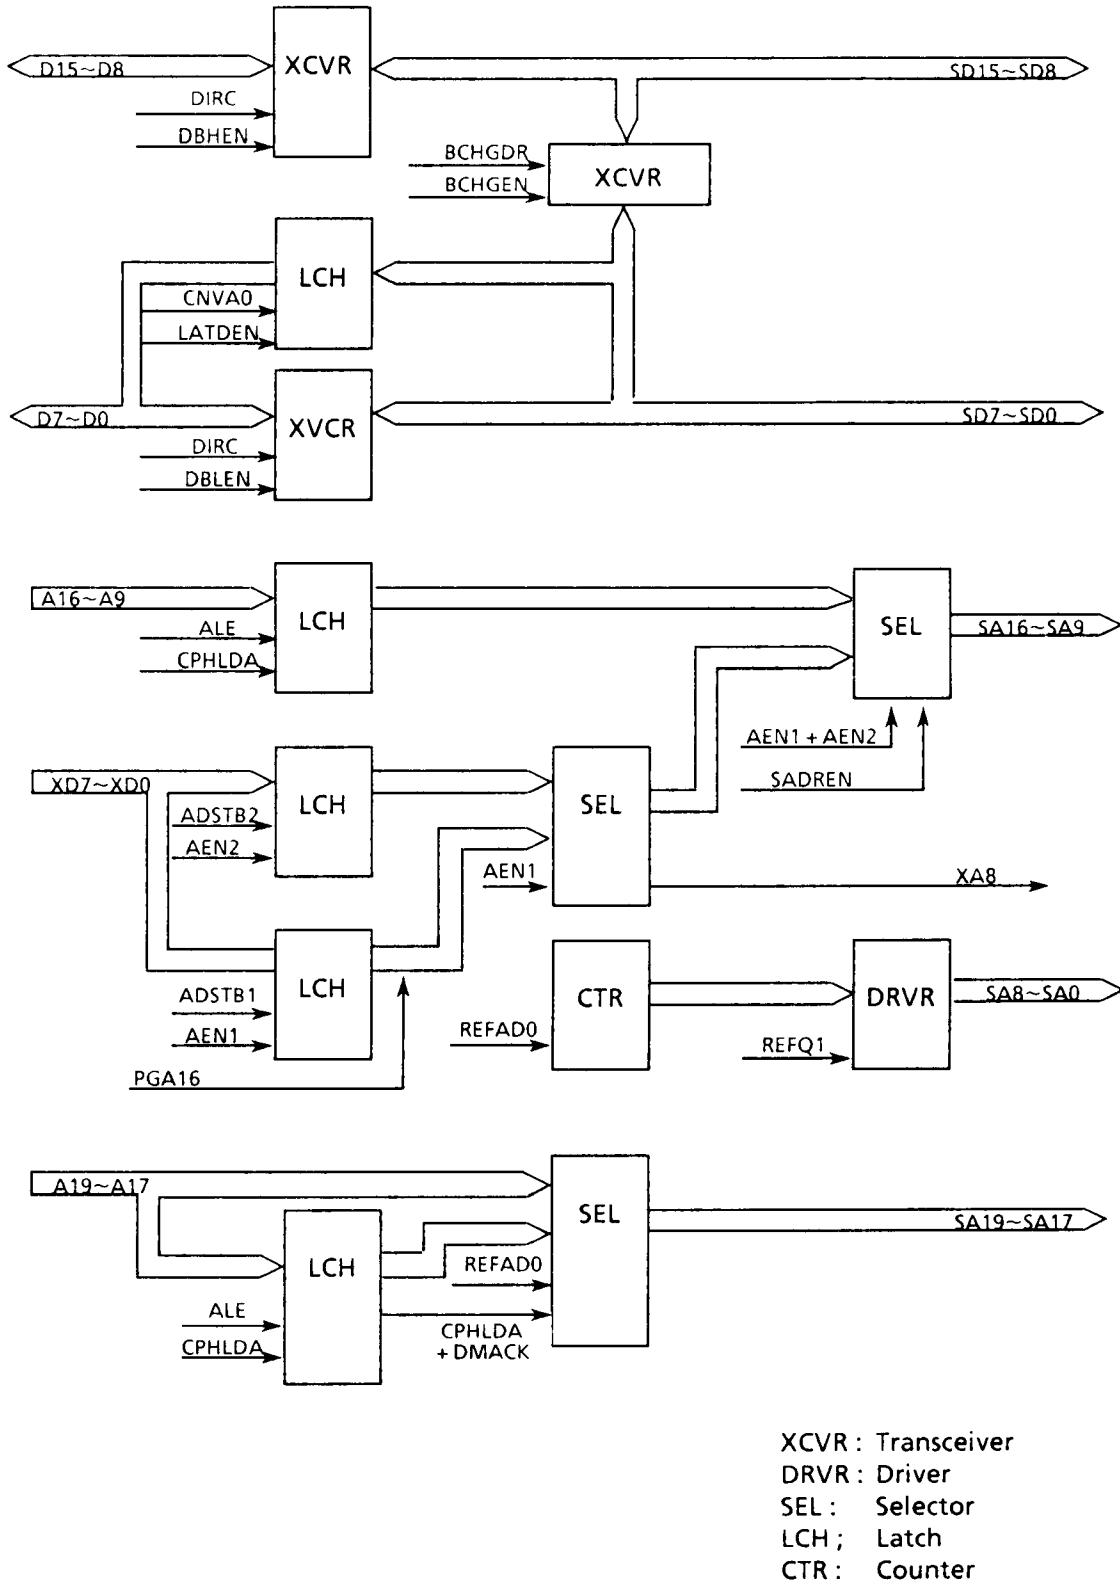 D15~D8
XCVR
SD15~SD8
DIRC
DBHEN
BCHGDR
BCHGEN
XCVR
LCH
CNVA0
LATDEN
D7~D0
XVCR
SD7~SD0
DIRC
DBLEN
A16~A9
LCH
ALE
CPHLDA
SEL
SA16~SA9
AEN1 + AEN2
SADREN
XD7~XD0
LCH
ADSTB2
AEN2
SEL
AEN1
XA8
LCH
ADSTB1
AEN1
PGA16
CTR
REFAD0
DRVR
SA8~SA0
REFQ1
A19~A17
SEL
SA19~SA17
LCH
REFAD0
ALE
CPHLDA
CPHLDA
+ DMACK
XCVR : Transceiver
DRVR : Driver
SEL : Selector
LCH ; Latch
CTR : Counter